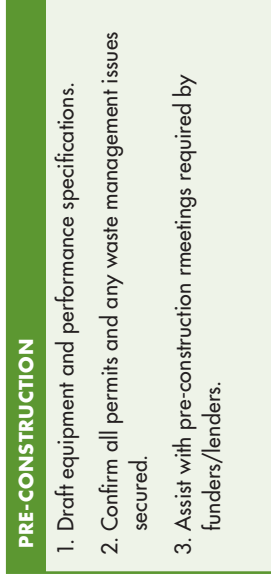 PRE-CONSTRUCTION
1. Draft equipment and performance specifications.
2. Confirm all permits and any waste management issues
secured.
3. Assist with pre-construction rmeetings required by
funders/lenders.